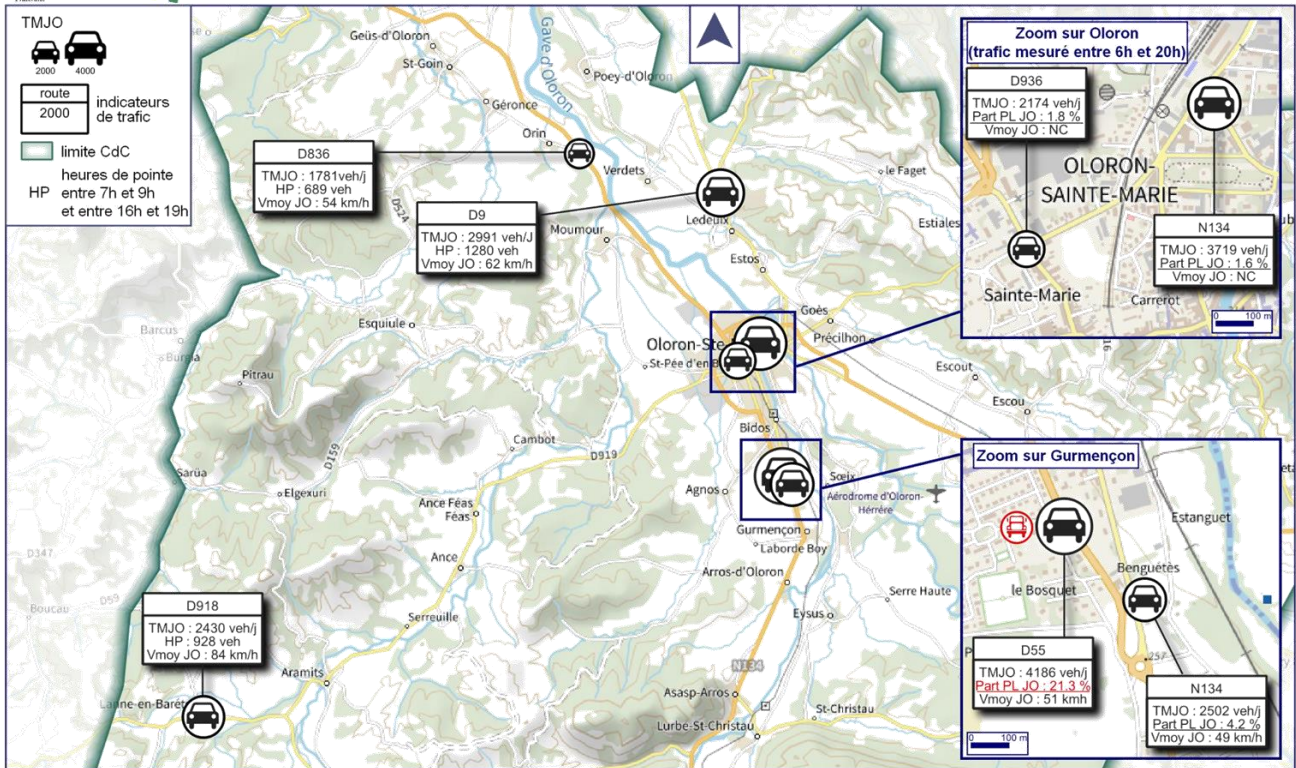 TMJO
2000 4000
route
2000
indicateurs
de trafic
limite CdC
HP
heures de pointe
entre 7h et 9h
et entre 16h et 19h
Geüs-d'Oloron
St-Goin
Gave d'Oloron
Poey-d'Oloron
Géronce
Orin
Verdets
le Faget
D836
TMJO : 1781veh/j
HP : 689 veh
Vmoy JO : 54 km/h
D524
D9
TMJO : 2991 veh/J
HP : 1280 veh
Vmoy JO : 62 km/h
Moumour
Ledeuix
Estiales
Estos
Goès
Précilhon
Esquiule
Barcus
Pitrau
Oloron-Ste
St-Pée d'en B
Escout
Escou
Bidos
Cambot
D919
D159
Sarüa
Elgexuri
Ance Féas
Féas
Agnos
Sœix
Aérodrome d'Oloron-
Herrère
Gurmençon
Laborde Boy
Ance
Arros-d'Oloron
D347
D59
Boucau
Serre Haute
Eysus
Serreuille
D918
TMJO : 2430 veh/j
HP : 928 veh
Vmoy JO : 84 km/h
Aramits
N134
Lanne-en-Barét
Asasp-Arros
St-Christau
Lurbe-St-Christau
Zoom sur Oloron
(trafic mesuré entre 6h et 20h)
D936
TMJO : 2174 veh/j
Part PL JO : 1.8 %
Vmoy JO : NC
OLORON-
SAINTE-MARIE
N134
TMJO : 3719 veh/j
Part PL JO : 1.6 %
Vmoy JO : NC
Sainte-Marie
Carrerot
0 100 m
Zoom sur Gurmençon
Estanguet
Benguétès
le Bosquet
257
D55
TMJO : 4186 veh/j
Part PL JO : 21.3 %
Vmoy JO : 51 kmh
N134
TMJO : 2502 veh/j
Part PL JO : 4.2 %
Vmoy JO : 49 km/h
0 100 m